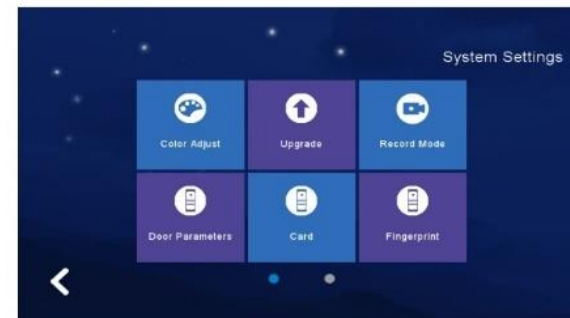 System Settings
Color Adjust
Upgrade
Record Mode
Door Parameters
Card
Fingerprint